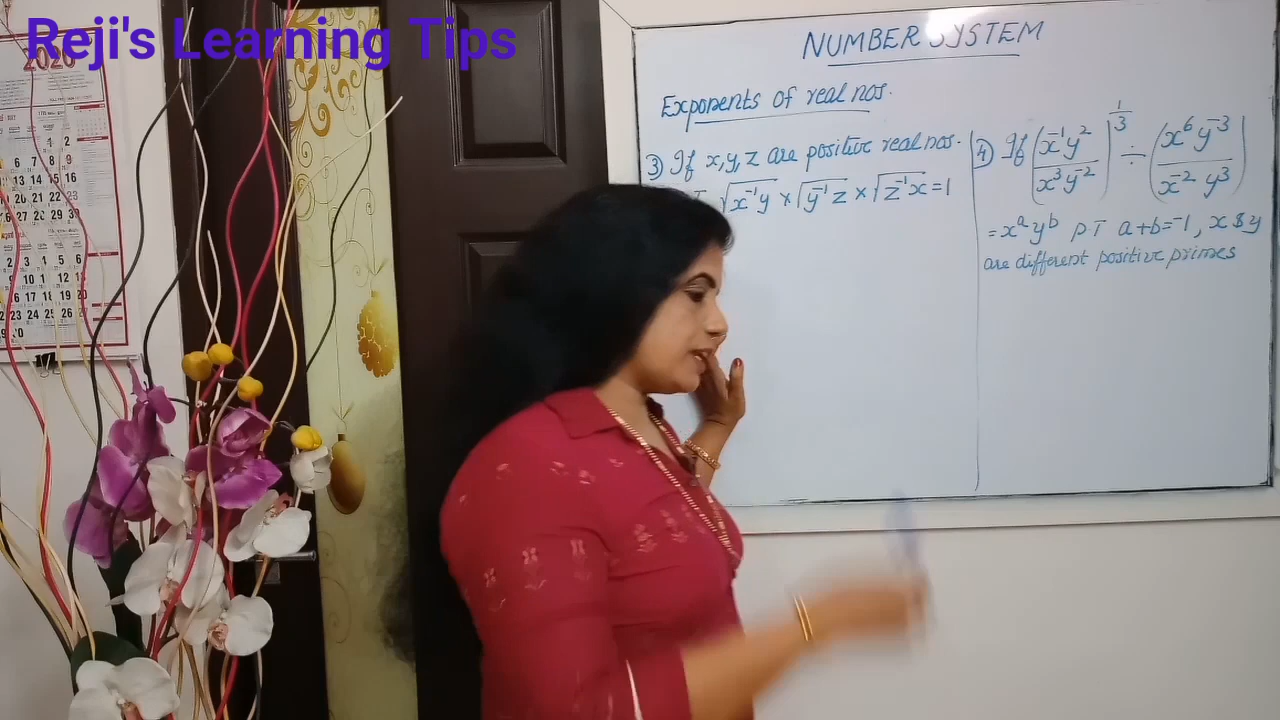 Reji's Learning Tips
2020
NUMBER SYSTEM
Exponents of real nos.
3) If x, y, z are positive real nos.
√x⁻¹y × √y⁻¹z × √z⁻¹x = 1
4) If (x⁻¹y²/x³y⁻²)^1/3 ÷ (x⁶y⁻³/x⁻²y³)
= xᵃyᵇ PT a+b=-1, x & y
are different positive primes